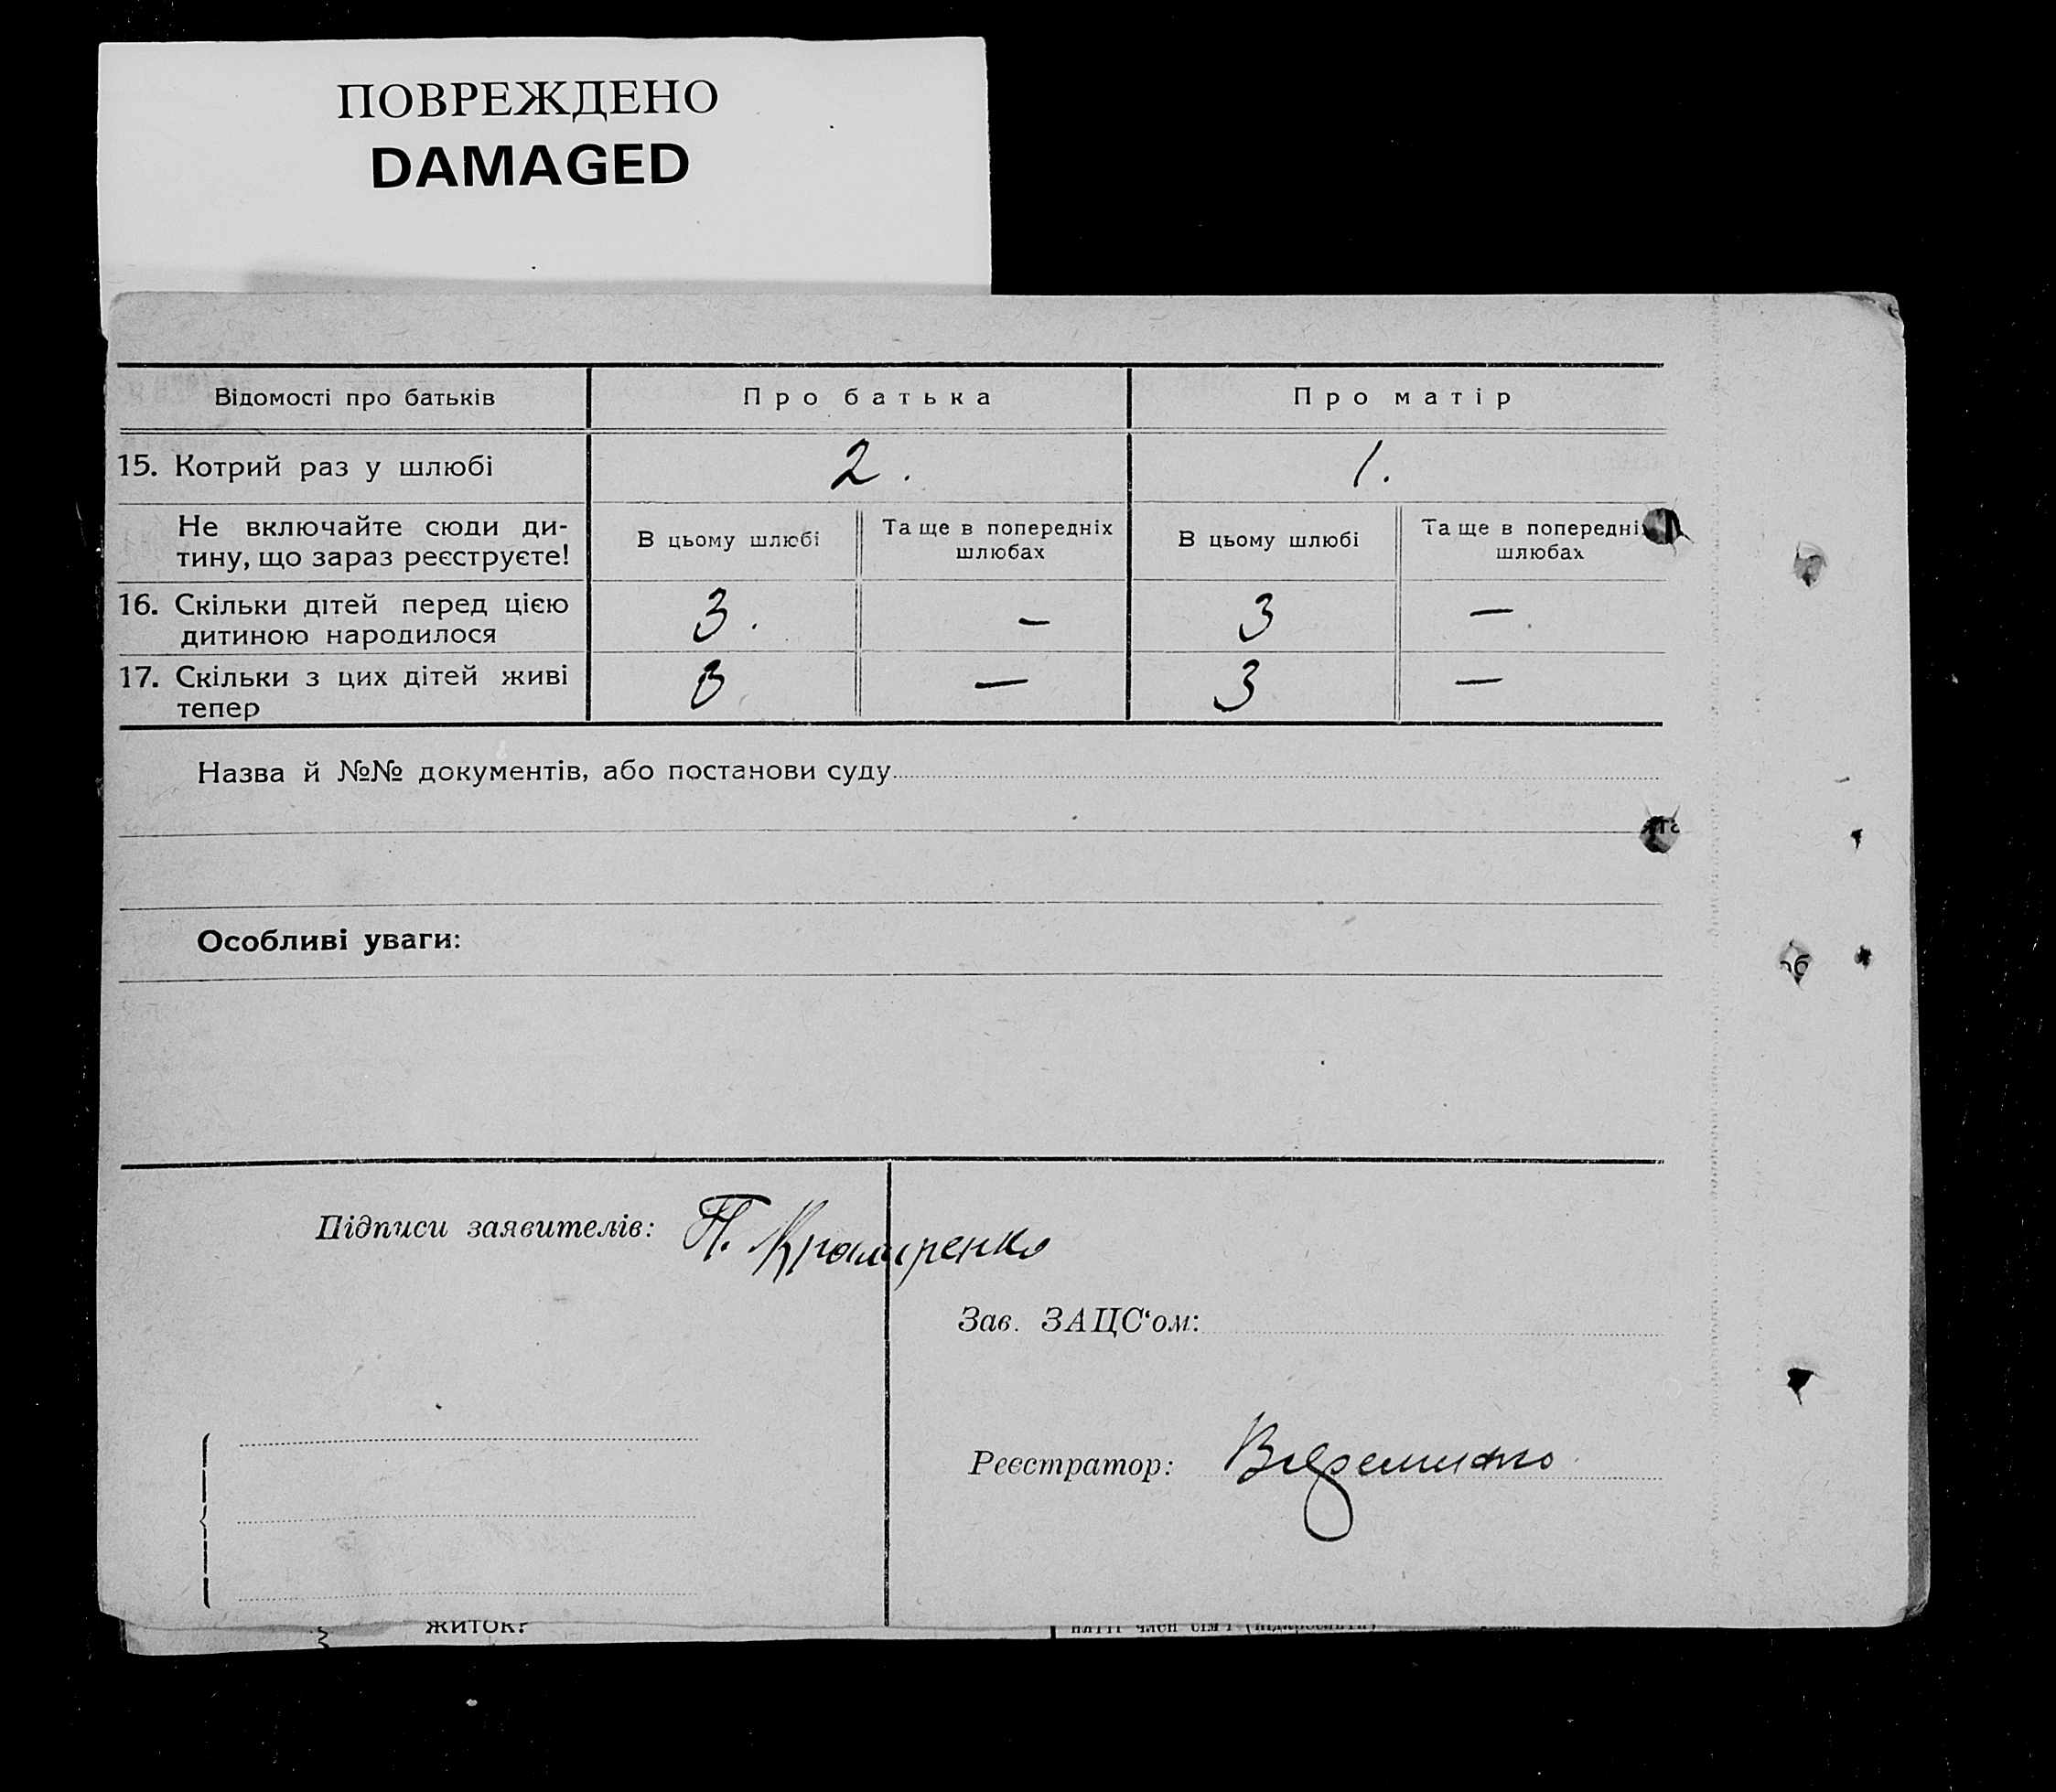 ПОВРЕЖДЕНО
DAMAGED
Відомості про батьків
Про батька
Про матір
15. Котрий раз у шлюбі
2.
1.
Не включайте сюди ди-
тину, що зараз реєструєте!
В цьому шлюбі
Та ще в попередніх
шлюбах
В цьому шлюбі
Та ще в попередніх
шлюбах
16. Скільки дітей перед цією
дитиною народилося
3.
—
3
—
17. Скільки з цих дітей живі
тепер
3
—
3
—
Назва й №№ документів, або постанови суду
Особливі уваги:
Підписи заявителів: П.
Зав. ЗАЦС'ом:
Реєстратор:
житок?